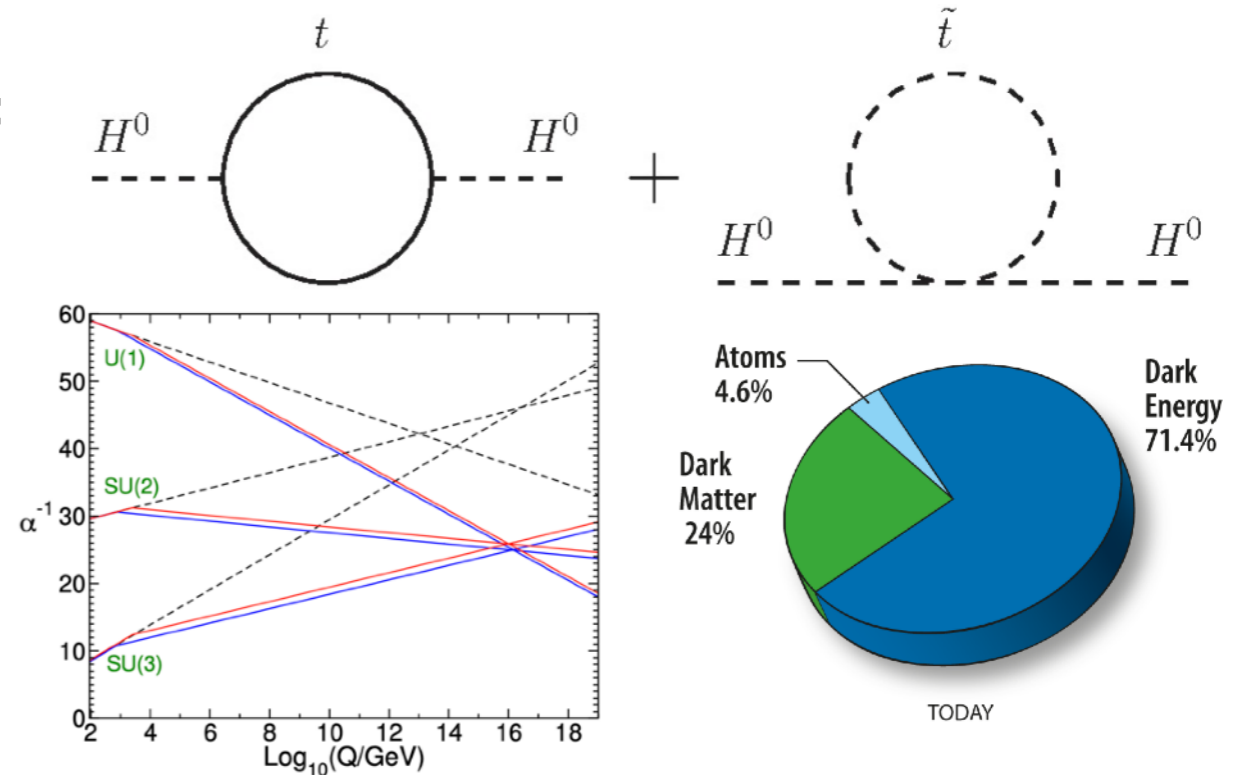 t
t̃
H⁰
H⁰
+
H⁰
H⁰
60
50
40
30
20
10
0
α⁻¹
U(1)
SU(2)
SU(3)
2 4 6 8 10 12 14 16 18
Log₁₀(Q/GeV)
Atoms
4.6%
Dark
Energy
71.4%
Dark
Matter
24%
TODAY